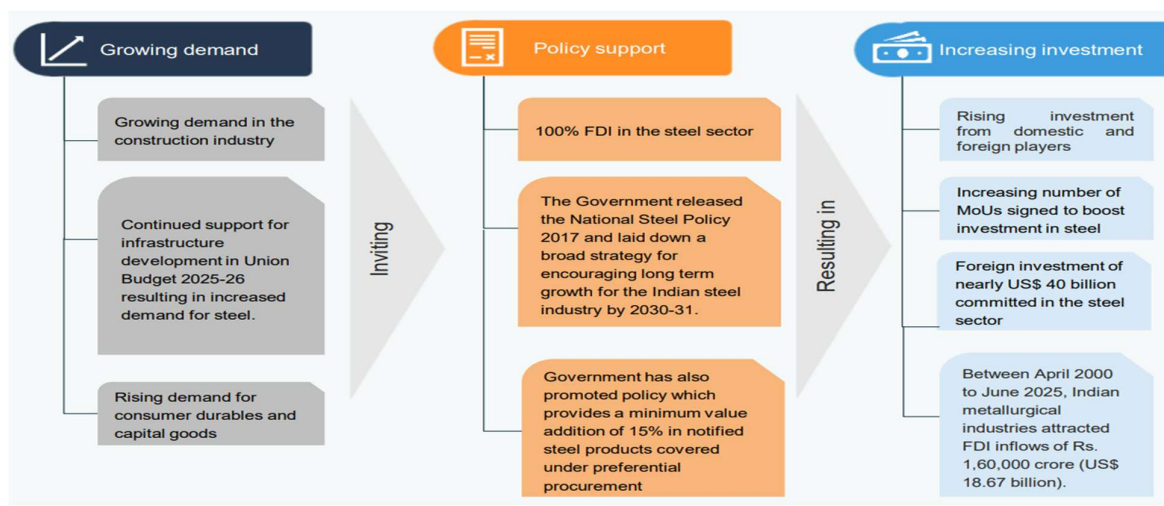 Growing demand
Growing demand in the
construction industry
Continued support for
infrastructure
development in Union
Budget 2025-26
resulting in increased
demand for steel.
Rising demand for
consumer durables and
capital goods
Inviting
Policy support
100% FDI in the steel sector
The Government released
the National Steel Policy
2017 and laid down a
broad strategy for
encouraging long term
growth for the Indian steel
industry by 2030-31.
Government has also
promoted policy which
provides a minimum value
addition of 15% in notified
steel products covered
under preferential
procurement
Resulting in
Increasing investment
Rising investment
from domestic and
foreign players
Increasing number of
MoUs signed to boost
investment in steel
Foreign investment of
nearly US$ 40 billion
committed in the steel
sector
Between April 2000
to June 2025, Indian
metallurgical
industries attracted
FDI inflows of Rs.
1,60,000 crore (US$
18.67 billion).